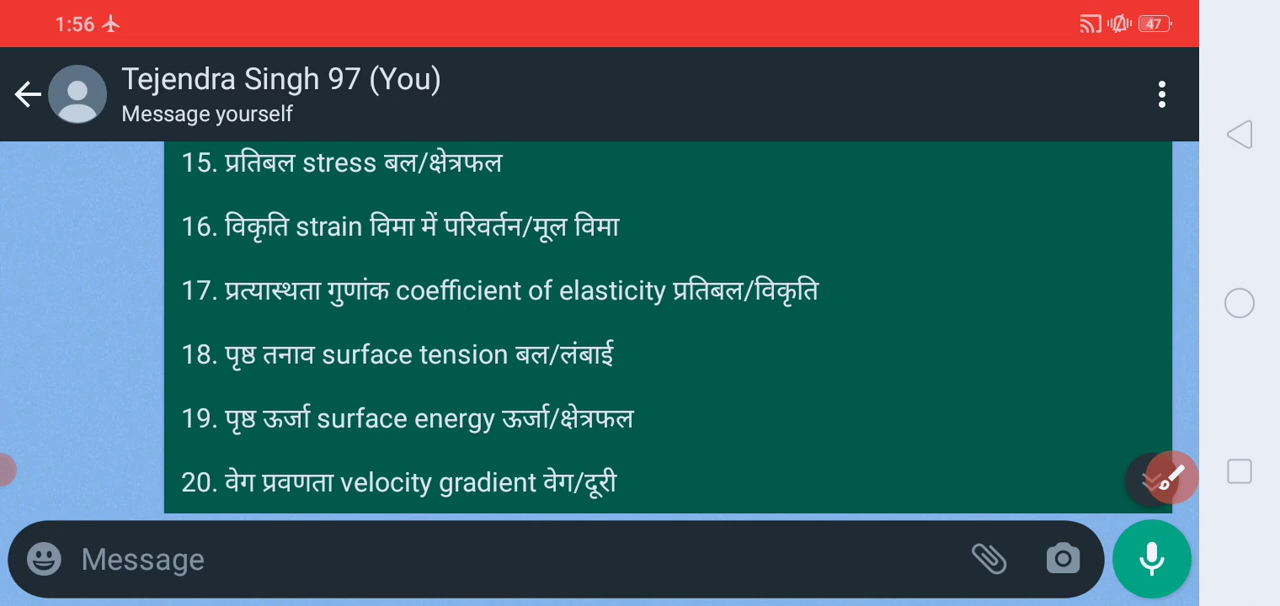 1:56
47
Tejendra Singh 97 (You)
Message yourself
15. प्रतिबल stress बल/क्षेत्रफल
16. विकृति strain विमा में परिवर्तन/मूल विमा
17. प्रत्यास्थता गुणांक coefficient of elasticity प्रतिबल/विकृति
18. पृष्ठ तनाव surface tension बल/लंबाई
19. पृष्ठ ऊर्जा surface energy ऊर्जा/क्षेत्रफल
20. वेग प्रवणता velocity gradient वेग/दूरी
Message